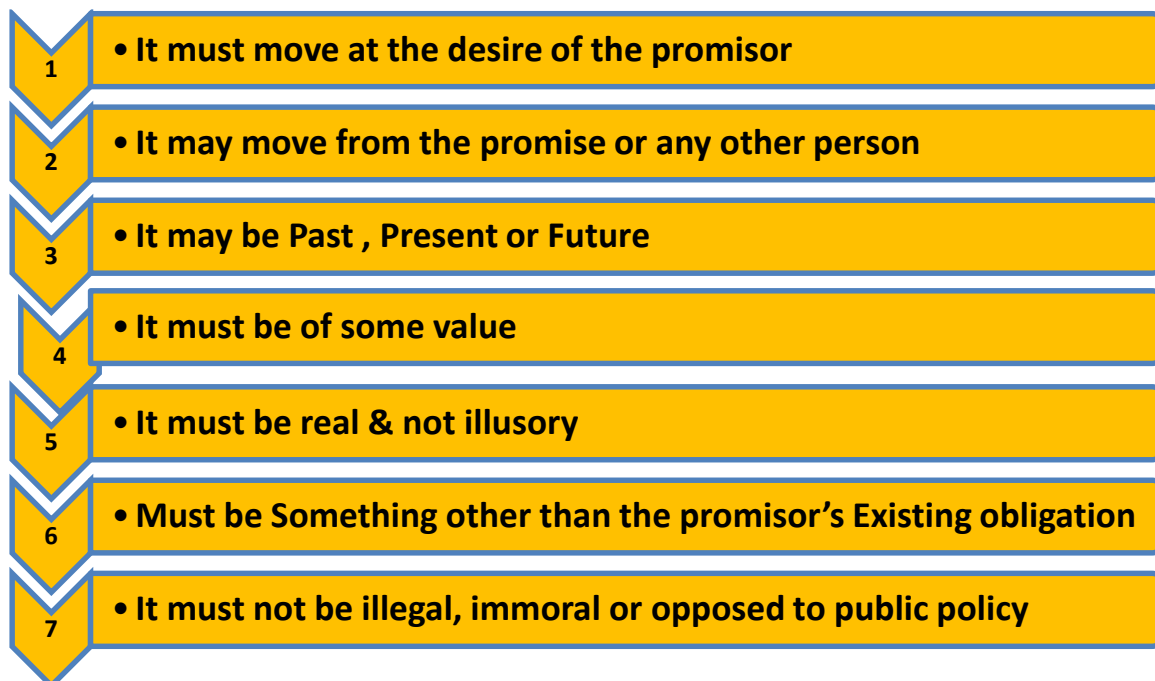 1 • It must move at the desire of the promisor
2 • It may move from the promise or any other person
3 • It may be Past , Present or Future
4 • It must be of some value
5 • It must be real & not illusory
6 • Must be Something other than the promisor’s Existing obligation
7 • It must not be illegal, immoral or opposed to public policy